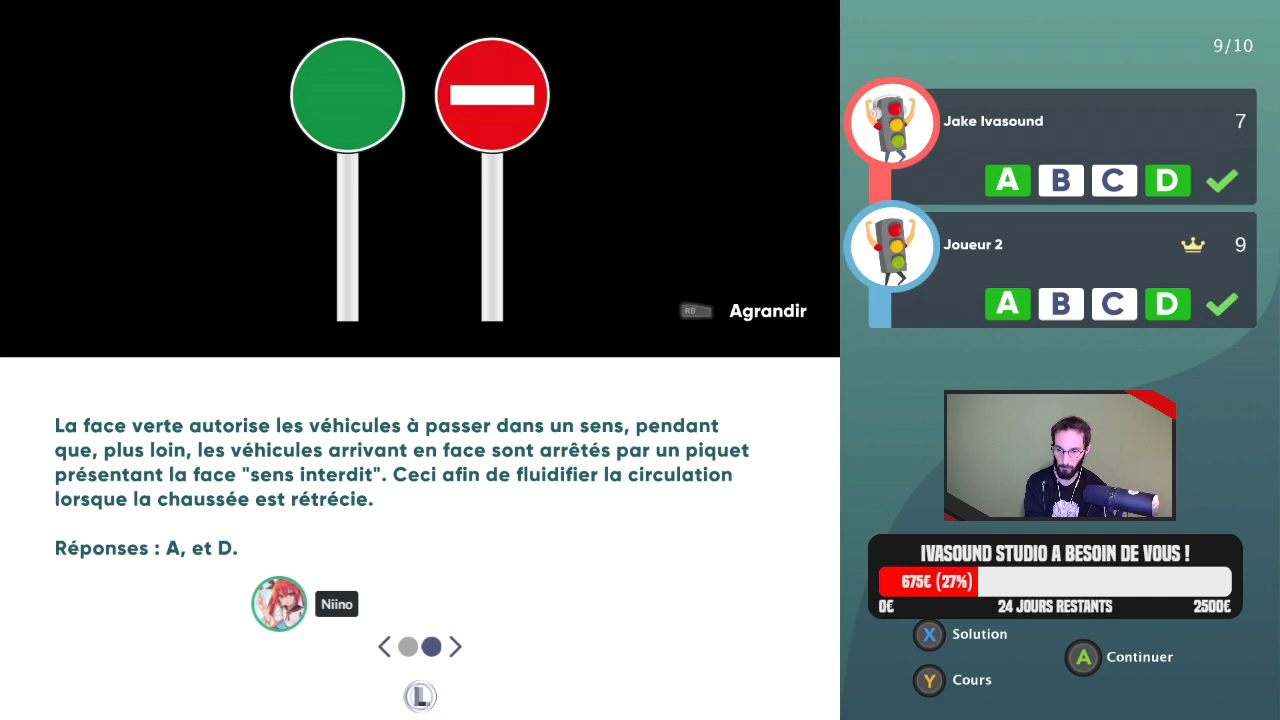 9/10
Jake Ivasound
7
A B C D
Joueur 2
9
A B C D
RB
Agrandir
La face verte autorise les véhicules à passer dans un sens, pendant
que, plus loin, les véhicules arrivant en face sont arrêtés par un piquet
présentant la face "sens interdit". Ceci afin de fluidifier la circulation
lorsque la chaussée est rétrécie.
Réponses : A, et D.
Niino
L
IVASOUND STUDIO A BESOIN DE VOUS !
675€ (27%)
0€ 24 JOURS RESTANTS 2500€
X Solution
A Continuer
Y Cours